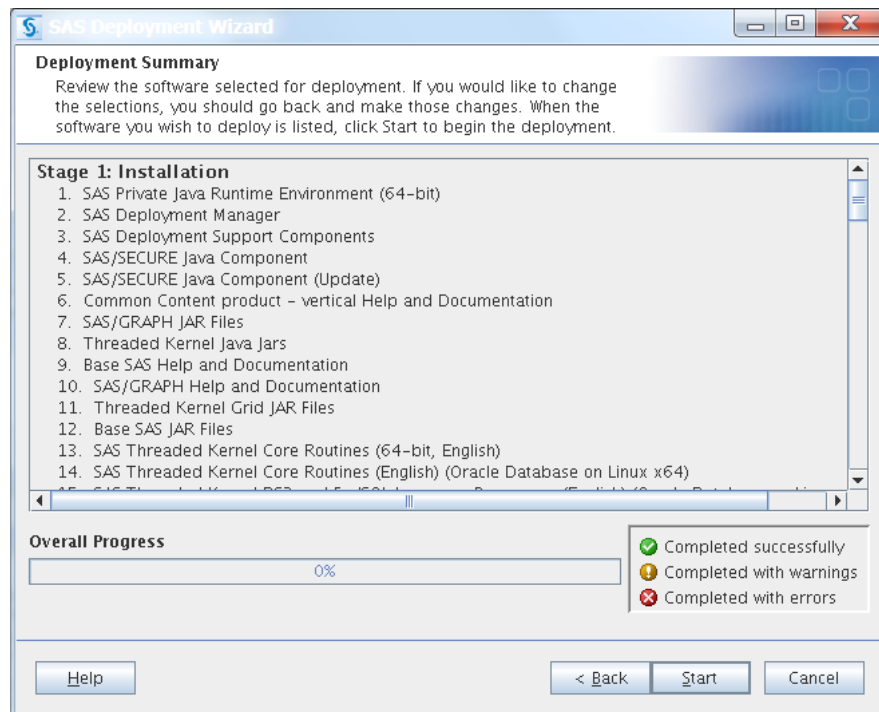 SAS Deployment Wizard
Deployment Summary
Review the software selected for deployment. If you would like to change
the selections, you should go back and make those changes. When the
software you wish to deploy is listed, click Start to begin the deployment.
Stage 1: Installation
1. SAS Private Java Runtime Environment (64-bit)
2. SAS Deployment Manager
3. SAS Deployment Support Components
4. SAS/SECURE Java Component
5. SAS/SECURE Java Component (Update)
6. Common Content product - vertical Help and Documentation
7. SAS/GRAPH JAR Files
8. Threaded Kernel Java Jars
9. Base SAS Help and Documentation
10. SAS/GRAPH Help and Documentation
11. Threaded Kernel Grid JAR Files
12. Base SAS JAR Files
13. SAS Threaded Kernel Core Routines (64-bit, English)
14. SAS Threaded Kernel Core Routines (English) (Oracle Database on Linux x64)
Overall Progress
0%
Completed successfully
Completed with warnings
Completed with errors
Help
< Back
Start
Cancel